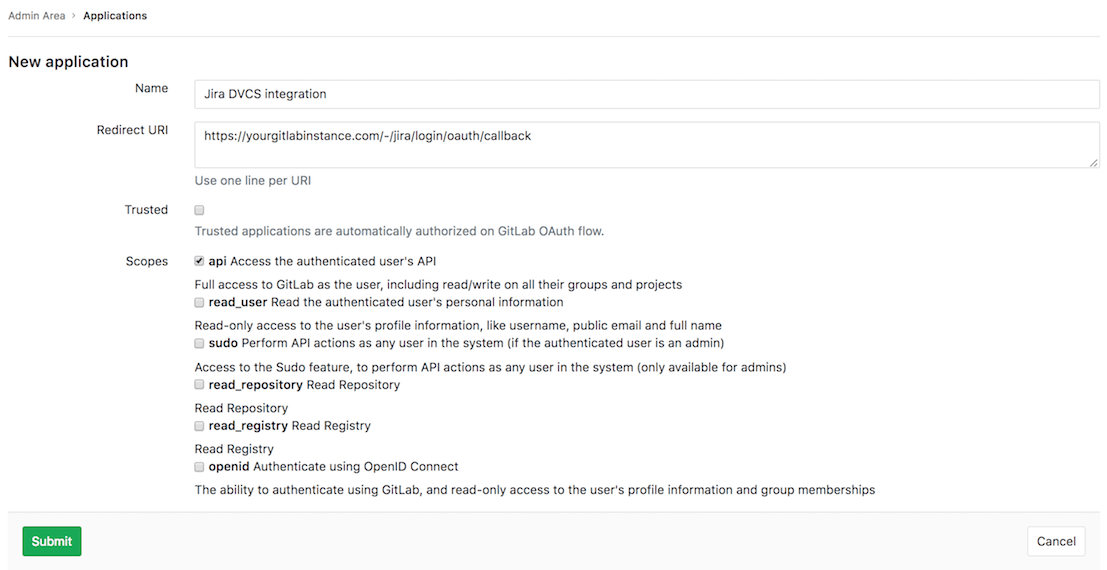 Admin Area > Applications
New application
Name
Jira DVCS integration
Redirect URI
https://yourgitlabinstance.com/-/jira/login/oauth/callback
Use one line per URI
Trusted
Trusted applications are automatically authorized on GitLab OAuth flow.
Scopes
api Access the authenticated user's API
Full access to GitLab as the user, including read/write on all their groups and projects
read_user Read the authenticated user's personal information
Read-only access to the user's profile information, like username, public email and full name
sudo Perform API actions as any user in the system (if the authenticated user is an admin)
Access to the Sudo feature, to perform API actions as any user in the system (only available for admins)
read_repository Read Repository
Read Repository
read_registry Read Registry
Read Registry
openid Authenticate using OpenID Connect
The ability to authenticate using GitLab, and read-only access to the user's profile information and group memberships
Submit
Cancel